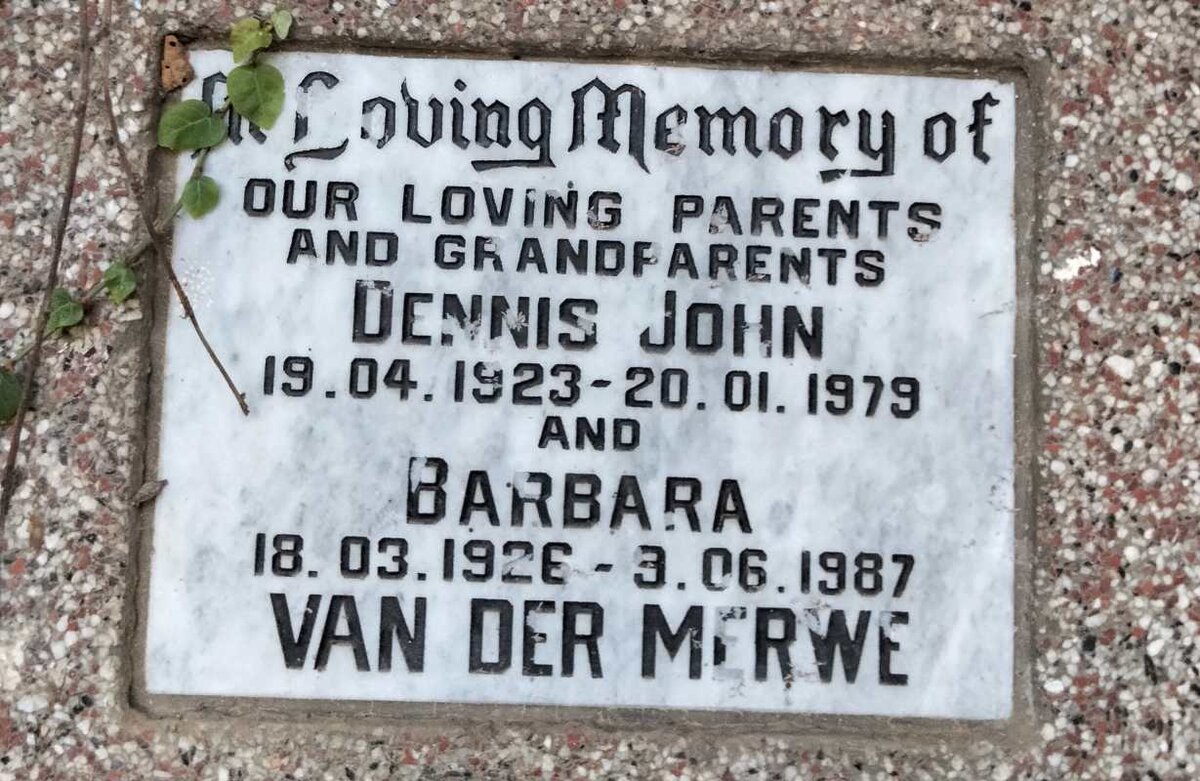 In Loving Memory of
OUR LOVING PARENTS
AND GRANDPARENTS
DENNIS JOHN
19.04.1923-20.01.1979
AND
BARBARA
18.03.1926-3.06.1987
VAN DER MERWE